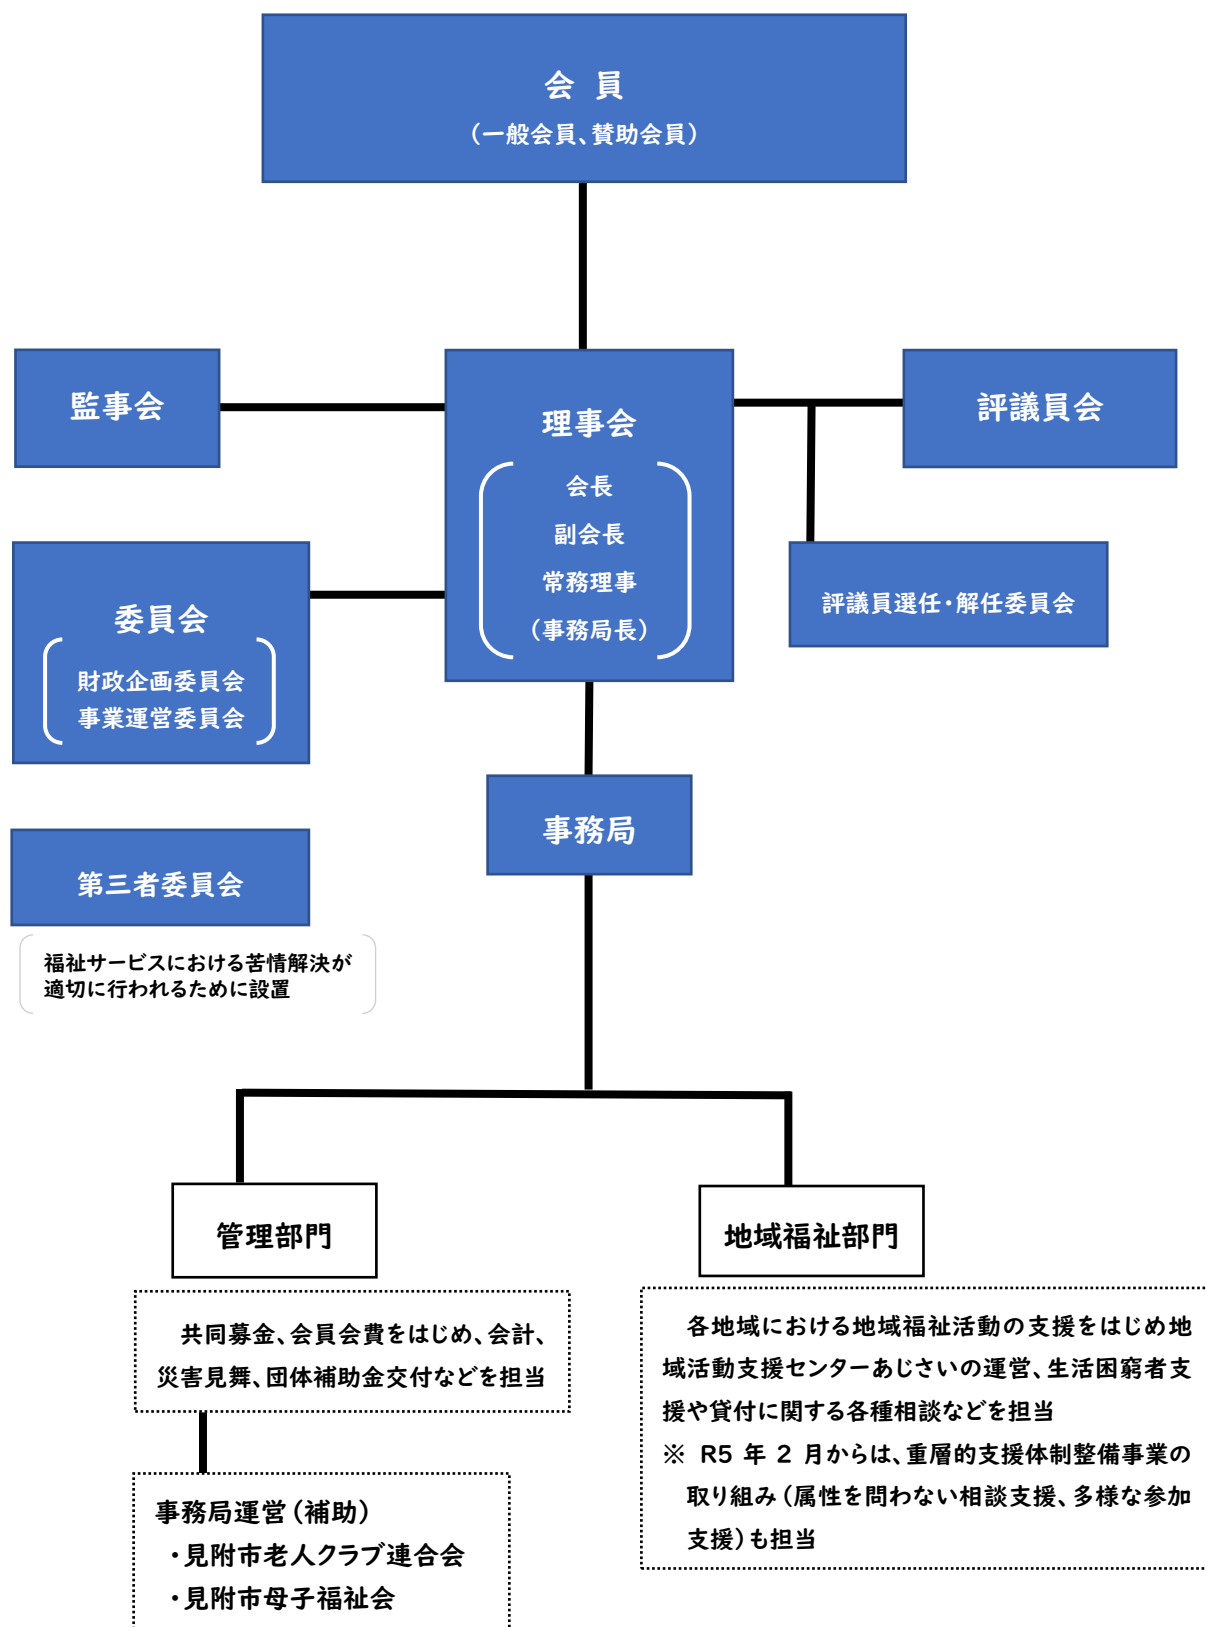 会 員
（一般会員、賛助会員）
監事会
理事会
会長
副会長
常務理事
（事務局長）
評議員会
評議員選任・解任委員会
委員会
財政企画委員会
事業運営委員会
事務局
第三者委員会
福祉サービスにおける苦情解決が
適切に行われるために設置
管理部門
共同募金、会員会費をはじめ、会計、
災害見舞、団体補助金交付などを担当
事務局運営（補助）
・見附市老人クラブ連合会
・見附市母子福祉会
地域福祉部門
各地域における地域福祉活動の支援をはじめ地
域活動支援センターあじさいの運営、生活困窮者支
援や貸付に関する各種相談などを担当
※ R5 年 2 月からは、重層的支援体制整備事業の
取り組み（属性を問わない相談支援、多様な参加
支援）も担当